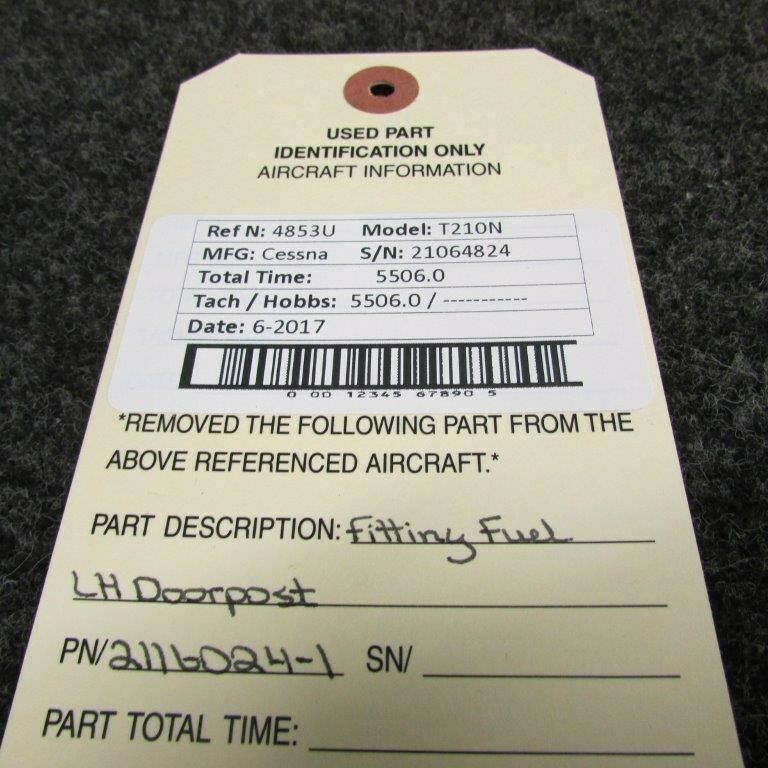 USED PART
IDENTIFICATION ONLY
AIRCRAFT INFORMATION
Ref N: 4853U Model: T210N
MFG: Cessna S/N: 21064824
Total Time: 5506.0
Tach / Hobbs: 5506.0 / -----------
Date: 6-2017
0 00 12345 67890 5
*REMOVED THE FOLLOWING PART FROM THE
ABOVE REFERENCED AIRCRAFT.*
PART DESCRIPTION: Fitting Fuel
LH Doorpost
PN/ 2116024-1 SN/
PART TOTAL TIME: